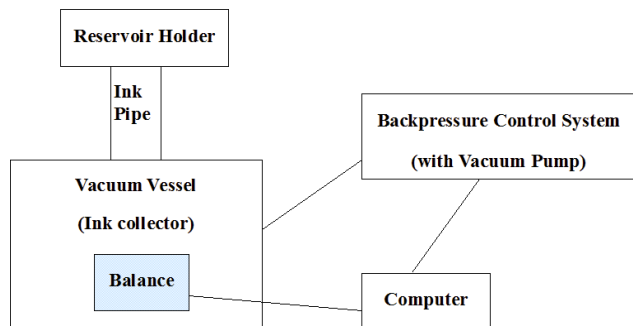 Reservoir Holder
Ink
Pipe
Backpressure Control System
(with Vacuum Pump)
Vacuum Vessel
(Ink collector)
Balance
Computer